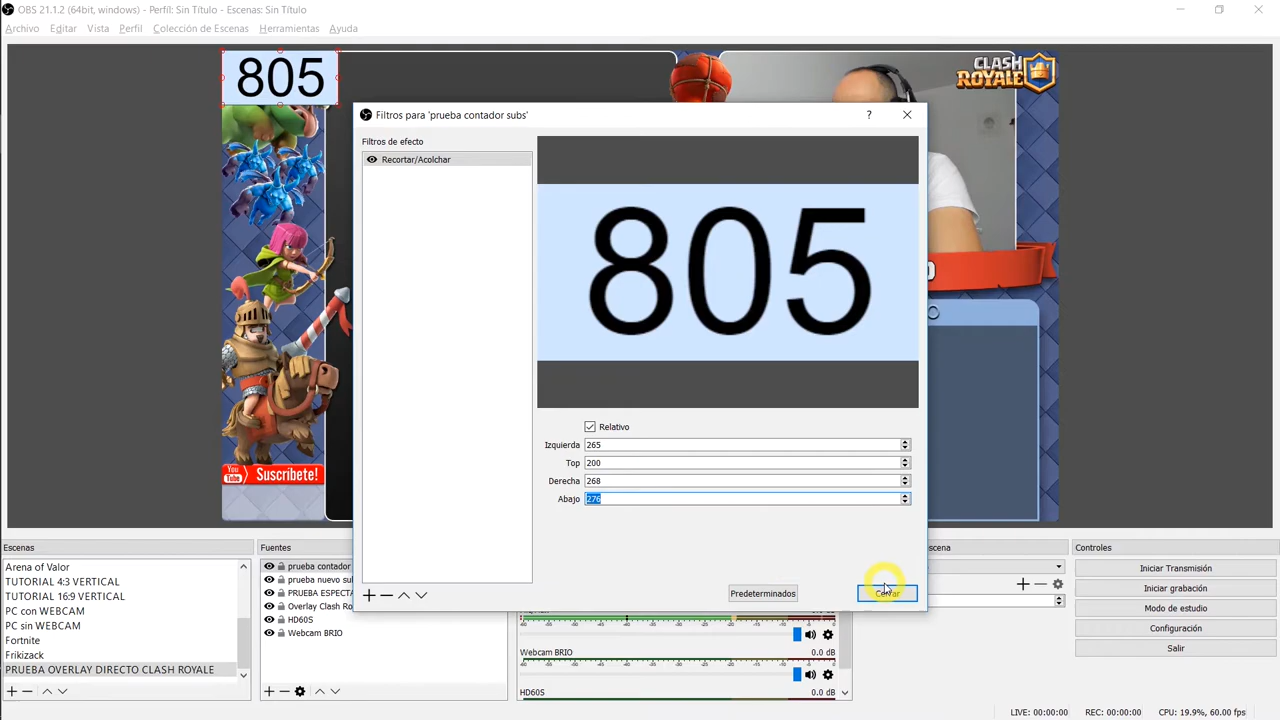 OBS 21.1.2 (64bit, windows) - Perfíl: Sin Título - Escenas: Sin Título
Archivo Editar Vista Perfil Colección de Escenas Herramientas Ayuda
805
CLASH
ROYALE
Filtros para 'prueba contador subs'
?
Filtros de efecto
Recortar/Acolchar
805
Relativo
Izquierda 265
Top 200
Derecha 268
Abajo 276
Predeterminados
Cerrar
You
Tube
Suscribete!
Escenas
Arena of Valor
TUTORIAL 4:3 VERTICAL
TUTORIAL 16:9 VERTICAL
PC con WEBCAM
PC sin WEBCAM
Fornite
Frikizack
PRUEBA OVERLAY DIRECTO CLASH ROYALE
Fuentes
prueba contador
prueba nuevo su
PRUEBA ESPECTA
Overlay Clash Ro
HD60S
Webcam BRIO
Webcam BRIO 0.0 dB
HD60S 0.0 dB
scena
Controles
Iniciar Transmisión
Iniciar grabación
Modo de estudio
Configuración
Salir
LIVE: 00:00:00 REC: 00:00:00 CPU: 19.9%, 60.00 fps